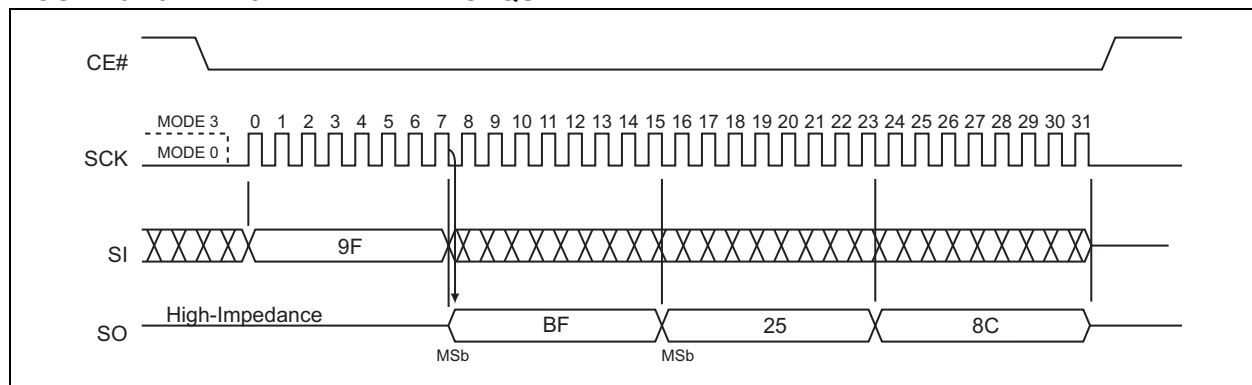 CE#
MODE 3
0 1 2 3 4 5 6 7 8 9 10 11 12 13 14 15 16 17 18 19 20 21 22 23 24 25 26 27 28 29 30 31
SCK
MODE 0
SI
9F
High-Impedance
SO
BF
25
8C
MSb
MSb